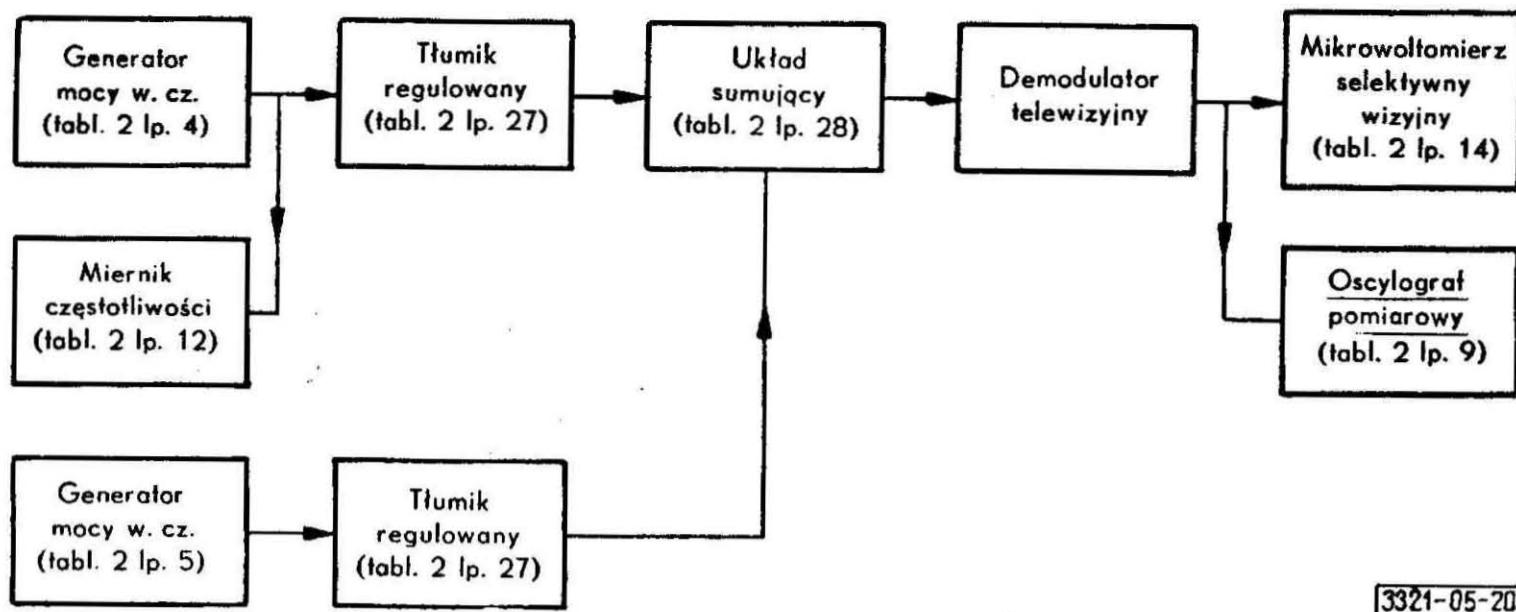 Generator
mocy w. cz.
(tabl. 2 lp. 4)
Tłumik
regulowany
(tabl. 2 lp. 27)
Układ
sumujący
(tabl. 2 lp. 28)
Demodulator
telewizyjny
Mikrowoltomierz
selektywny
wizyjny
(tabl. 2 lp. 14)
Miernik
częstotliwości
(tabl. 2 lp. 12)
Oscylograf
pomiarowy
(tabl. 2 lp. 9)
Generator
mocy w. cz.
(tabl. 2 lp. 5)
Tłumik
regulowany
(tabl. 2 lp. 27)
3321-05-20